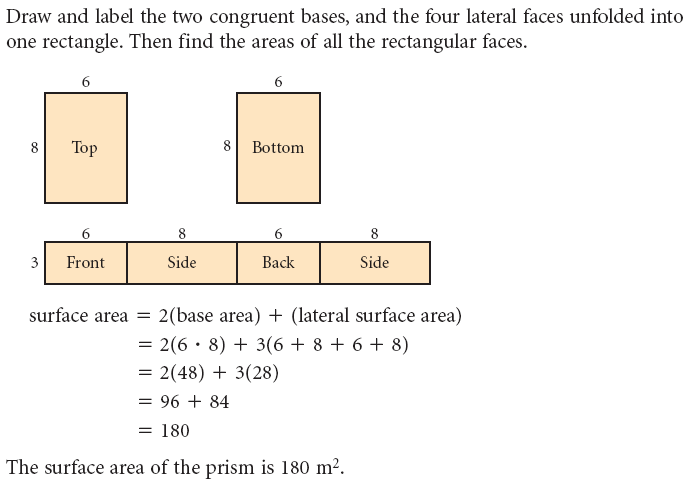 Draw and label the two congruent bases, and the four lateral faces unfolded into
one rectangle. Then find the areas of all the rectangular faces.
6 6
8 Top 8 Bottom
6 8 6 8
3 Front Side Back Side
surface area = 2(base area) + (lateral surface area)
= 2(6 · 8) + 3(6 + 8 + 6 + 8)
= 2(48) + 3(28)
= 96 + 84
= 180
The surface area of the prism is 180 m².